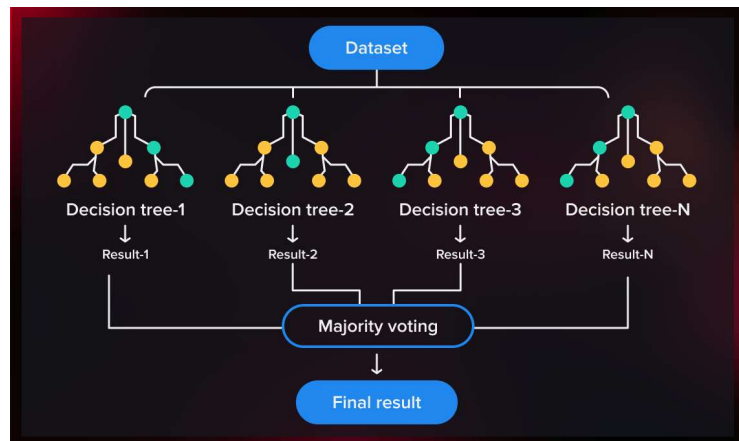 Dataset
Decision tree-1
Decision tree-2
Decision tree-3
Decision tree-N
Result-1
Result-2
Result-3
Result-N
Majority voting
Final result